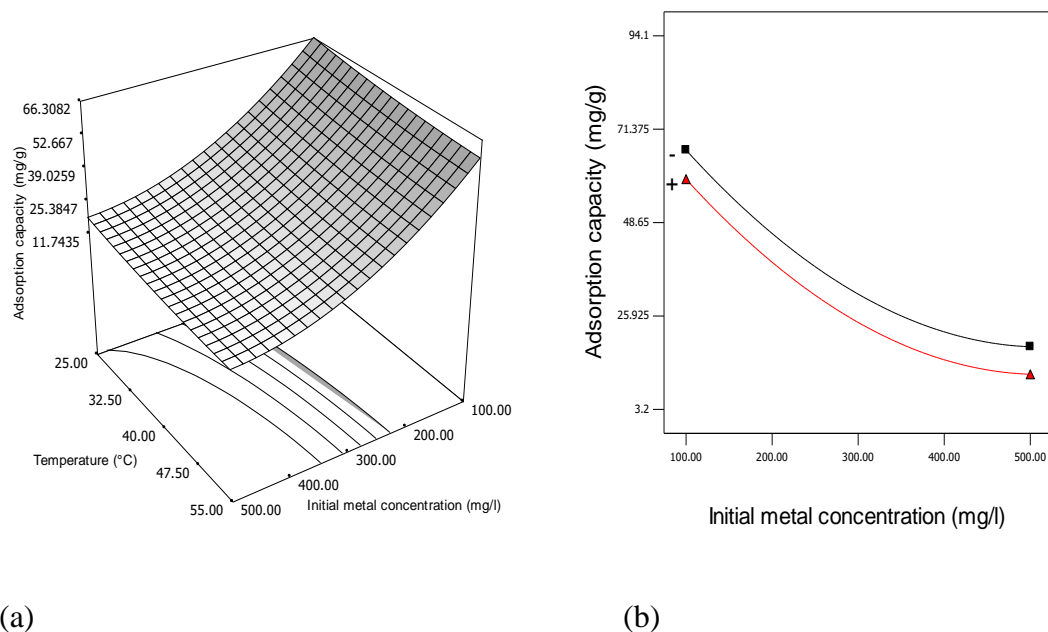 Adsorption capacity (mg/g)
66.3082
52.667
39.0259
25.3847
11.7435
25.00
32.50
40.00
47.50
55.00
Temperature (°C)
500.00
400.00
300.00
200.00
100.00
Initial metal concentration (mg/l)
(a)
Adsorption capacity (mg/g)
94.1
71.375
48.65
25.925
3.2
-
+
100.00 200.00 300.00 400.00 500.00
Initial metal concentration (mg/l)
(b)